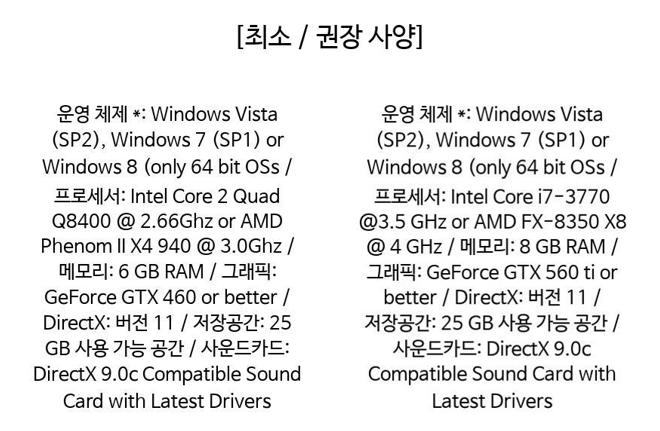 [최소 / 권장 사양]
운영 체제 *: Windows Vista
(SP2), Windows 7 (SP1) or
Windows 8 (only 64 bit OSs /
프로세서: Intel Core 2 Quad
Q8400 @ 2.66Ghz or AMD
Phenom II X4 940 @ 3.0Ghz /
메모리: 6 GB RAM / 그래픽:
GeForce GTX 460 or better /
DirectX: 버전 11 / 저장공간: 25
GB 사용 가능 공간 / 사운드카드:
DirectX 9.0c Compatible Sound
Card with Latest Drivers
운영 체제 *: Windows Vista
(SP2), Windows 7 (SP1) or
Windows 8 (only 64 bit OSs /
프로세서: Intel Core i7-3770
@3.5 GHz or AMD FX-8350 X8
@ 4 GHz / 메모리: 8 GB RAM /
그래픽: GeForce GTX 560 ti or
better / DirectX: 버전 11 /
저장공간: 25 GB 사용 가능 공간 /
사운드카드: DirectX 9.0c
Compatible Sound Card with
Latest Drivers